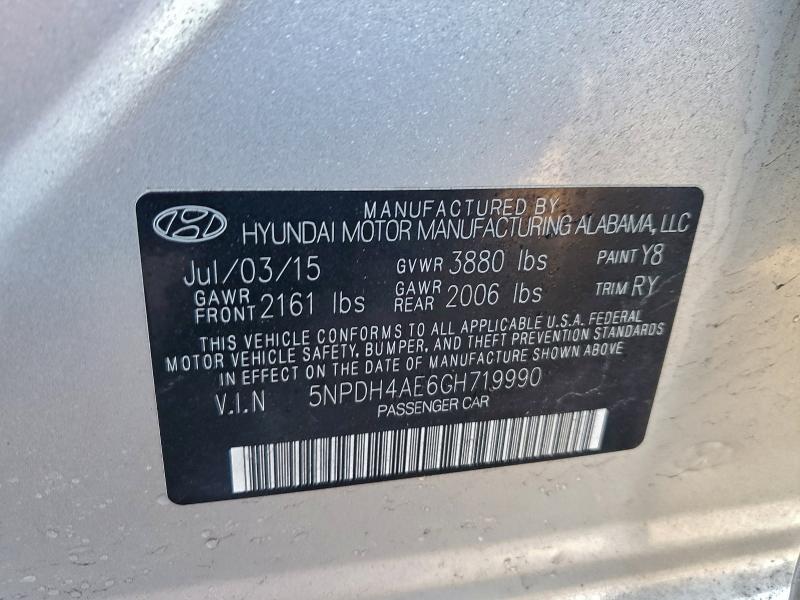 MANUFACTURED BY
HYUNDAI MOTOR MANUFACTURING ALABAMA, LLC
Jul/03/15 GVWR 3880 lbs PAINT Y8
GAWR FRONT 2161 lbs GAWR REAR 2006 lbs TRIM RY
THIS VEHICLE CONFORMS TO ALL APPLICABLE U.S.A. FEDERAL
MOTOR VEHICLE SAFETY, BUMPER, AND THEFT PREVENTION STANDARDS
IN EFFECT ON THE DATE OF MANUFACTURE SHOWN ABOVE
V.I.N 5NPDH4AE6GH719990
PASSENGER CAR